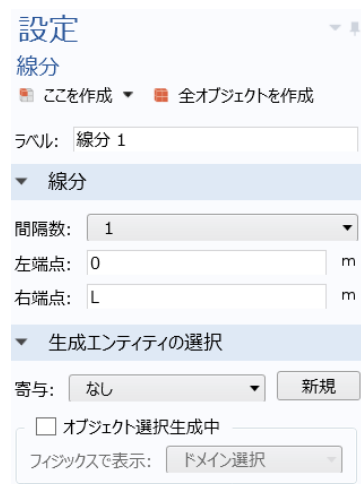 設定
線分
ここを作成 全オブジェクトを作成
ラベル: 線分 1
線分
間隔数: 1
左端点: 0 m
右端点: L m
生成エンティティの選択
寄与: なし 新規
オブジェクト選択生成中
フィジックスで表示: ドメイン選択